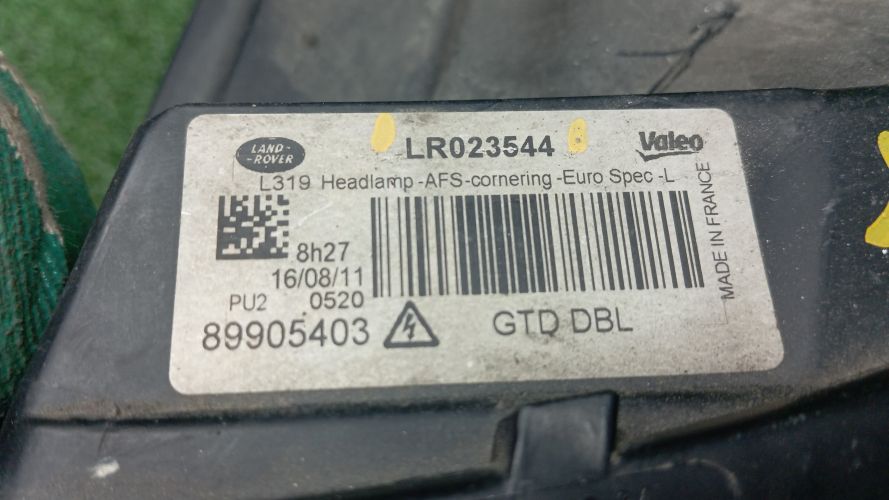 LAND-
-ROVER
LR023544
Valeo
L319 Headlamp -AFS-cornering -Euro Spec -L
8h27
16/08/11
PU2 0520
89905403
GTD DBL
MADE IN FRANCE